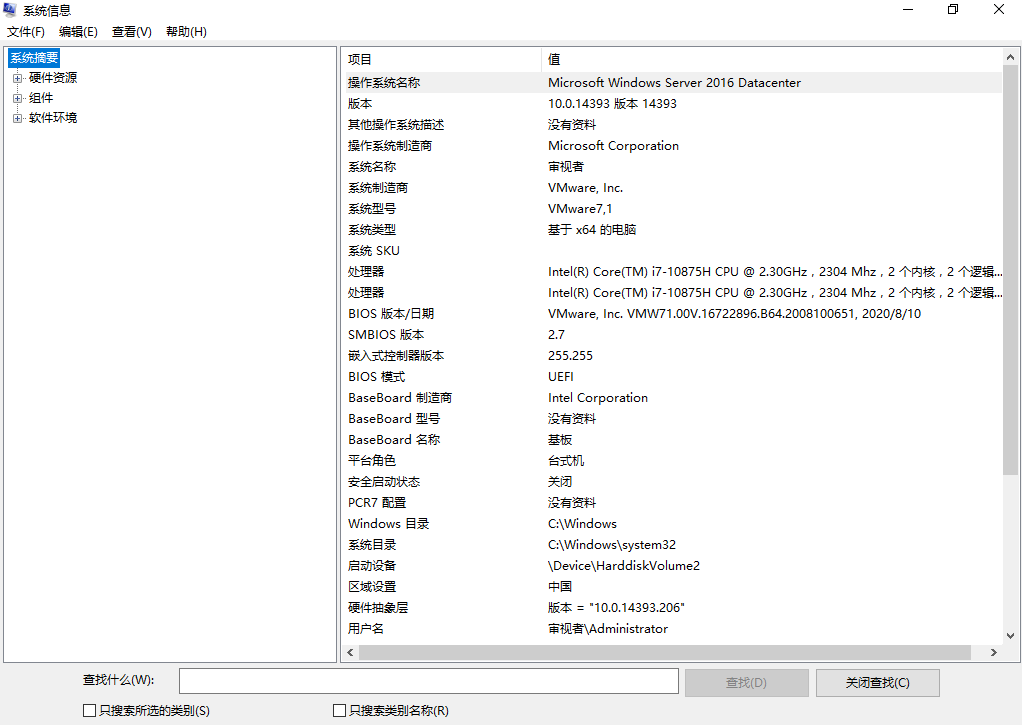 系统信息
文件(F) 编辑(E) 查看(V) 帮助(H)
系统摘要
硬件资源
组件
软件环境
项目 值
操作系统名称 Microsoft Windows Server 2016 Datacenter
版本 10.0.14393 版本 14393
其他操作系统描述 没有资料
操作系统制造商 Microsoft Corporation
系统名称 审视者
系统制造商 VMware, Inc.
系统型号 VMware7,1
系统类型 基于 x64 的电脑
系统 SKU
处理器 Intel(R) Core(TM) i7-10875H CPU @ 2.30GHz，2304 Mhz，2 个内核，2 个逻辑...
处理器 Intel(R) Core(TM) i7-10875H CPU @ 2.30GHz，2304 Mhz，2 个内核，2 个逻辑...
BIOS 版本/日期 VMware, Inc. VMW71.00V.16722896.B64.2008100651, 2020/8/10
SMBIOS 版本 2.7
嵌入式控制器版本 255.255
BIOS 模式 UEFI
BaseBoard 制造商 Intel Corporation
BaseBoard 型号 没有资料
BaseBoard 名称 基板
平台角色 台式机
安全启动状态 关闭
PCR7 配置 没有资料
Windows 目录 C:\Windows
系统目录 C:\Windows\system32
启动设备 \Device\HarddiskVolume2
区域设置 中国
硬件抽象层 版本 = "10.0.14393.206"
用户名 审视者\Administrator
查找什么(W): 查找(D) 关闭查找(C)
只搜索所选的类别(S) 只搜索类别名称(R)